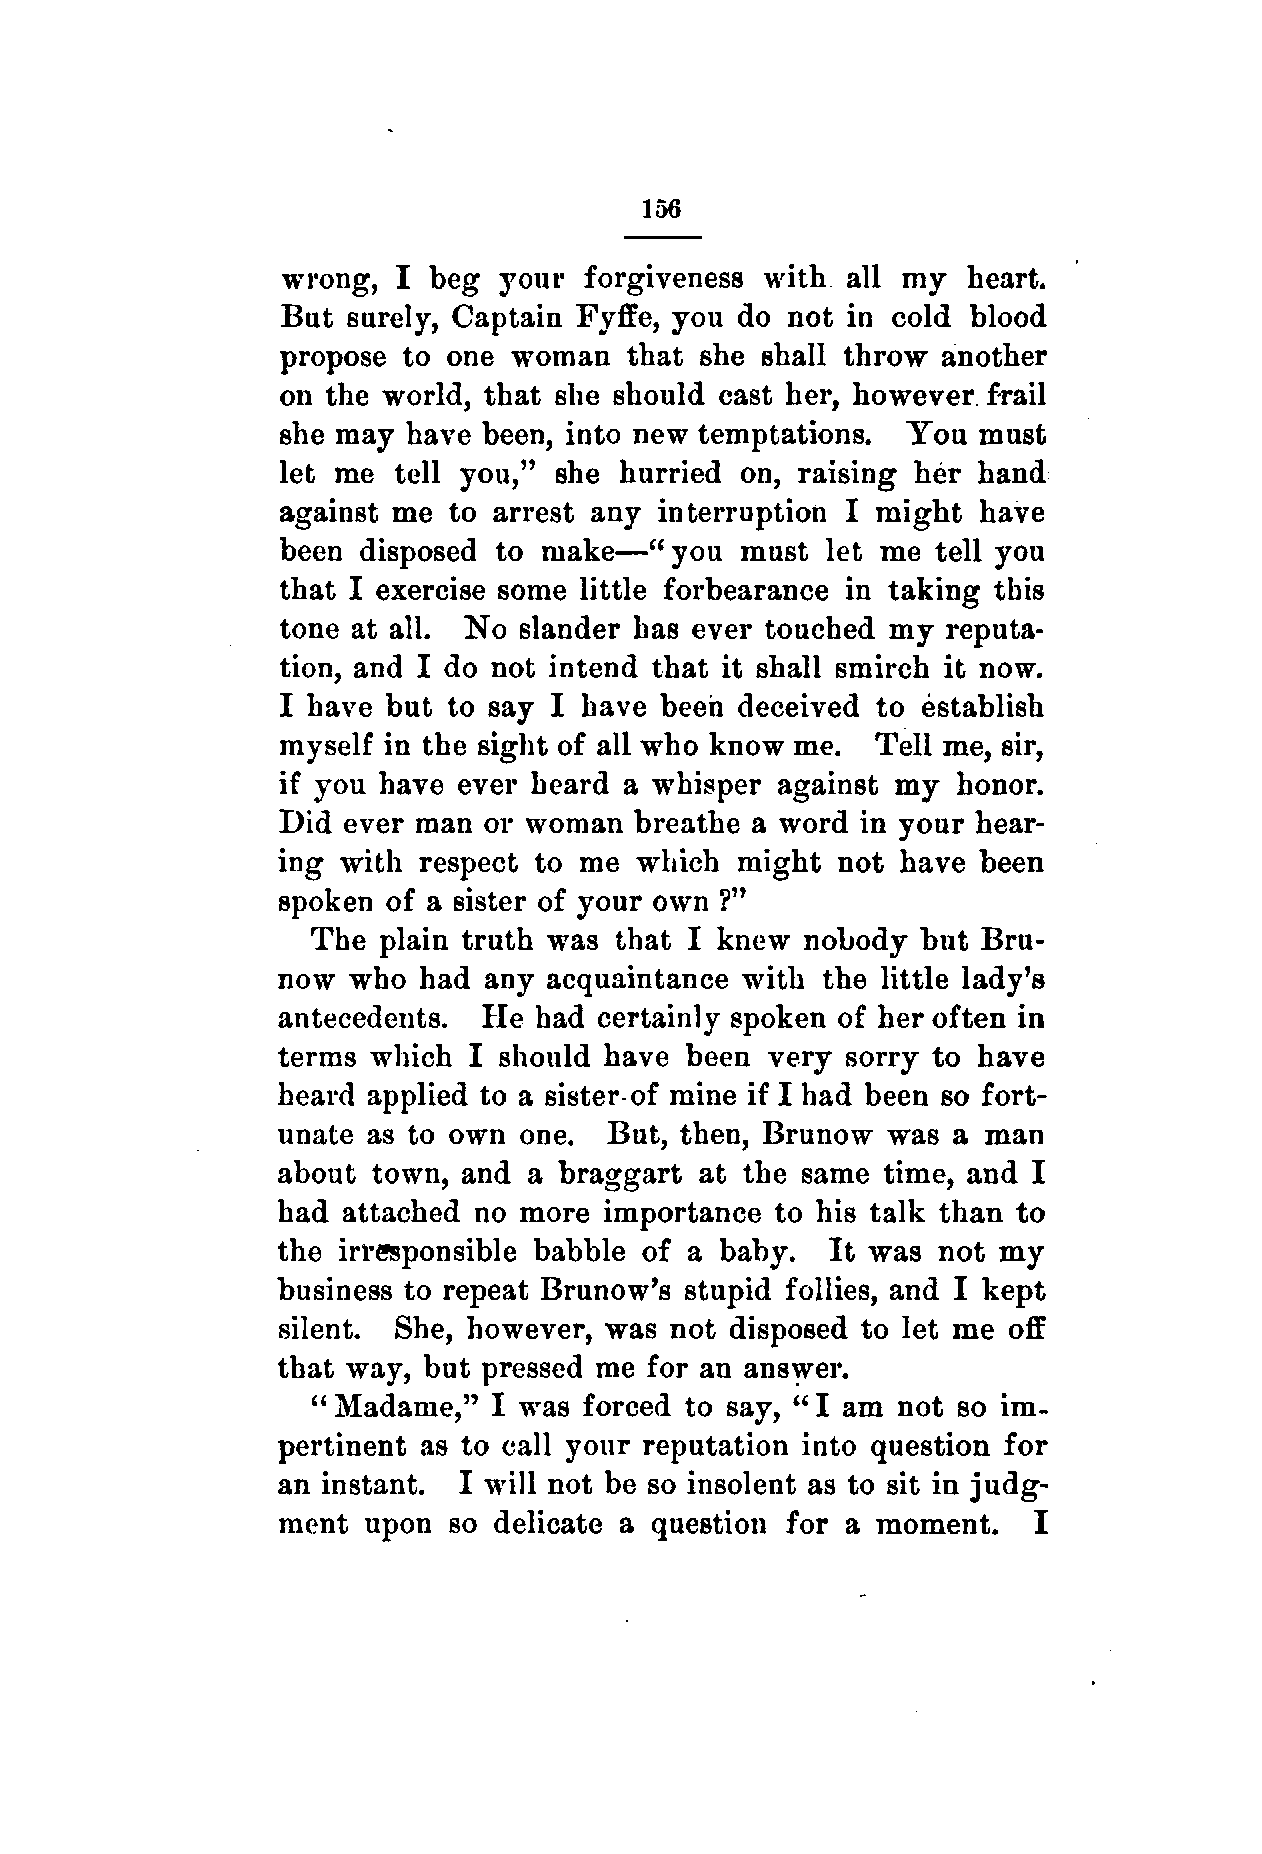 156
wrong, I beg your forgiveness with all my heart.
But surely, Captain Fyffe, you do not in cold blood
propose to one woman that she shall throw another
on the world, that she should cast her, however frail
she may have been, into new temptations. You must
let me tell you,” she hurried on, raising her hand
against me to arrest any interruption I might have
been disposed to make—“you must let me tell you
that I exercise some little forbearance in taking this
tone at all. No slander has ever touched my reputa-
tion, and I do not intend that it shall smirch it now.
I have but to say I have been deceived to establish
myself in the sight of all who know me. Tell me, sir,
if you have ever heard a whisper against my honor.
Did ever man or woman breathe a word in your hear-
ing with respect to me which might not have been
spoken of a sister of your own ?”
The plain truth was that I knew nobody but Bru-
now who had any acquaintance with the little lady’s
antecedents. He had certainly spoken of her often in
terms which I should have been very sorry to have
heard applied to a sister of mine if I had been so fort-
unate as to own one. But, then, Brunow was a man
about town, and a braggart at the same time, and I
had attached no more importance to his talk than to
the irresponsible babble of a baby. It was not my
business to repeat Brunow’s stupid follies, and I kept
silent. She, however, was not disposed to let me off
that way, but pressed me for an answer.
“Madame,” I was forced to say, “I am not so im-
pertinent as to call your reputation into question for
an instant. I will not be so insolent as to sit in judg-
ment upon so delicate a question for a moment. I